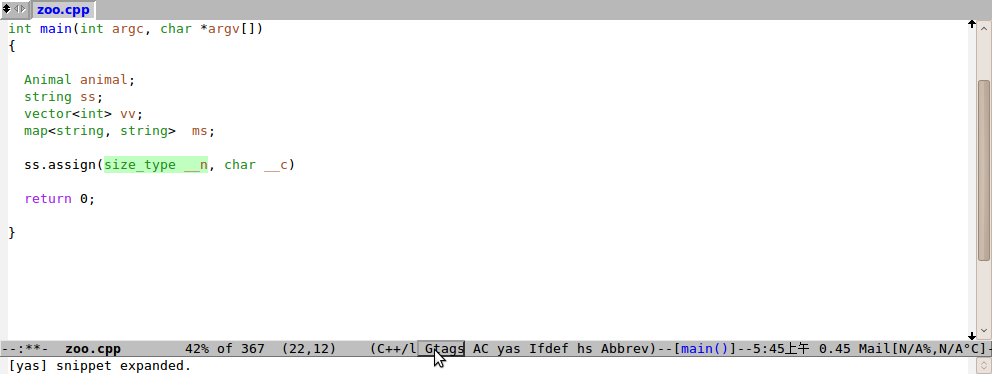 zoo.cpp
int main(int argc, char *argv[])
{
Animal animal;
string ss;
vector<int> vv;
map<string, string>  ms;
ss.assign(size_type __n, char __c)
return 0;
}
--:**-  zoo.cpp        42% of 367  (22,12)    (C++/l Gtags AC yas Ifdef hs Abbrev)--[main()]--5:45上午 0.45 Mail[N/A%,N/A°C]-
[yas] snippet expanded.